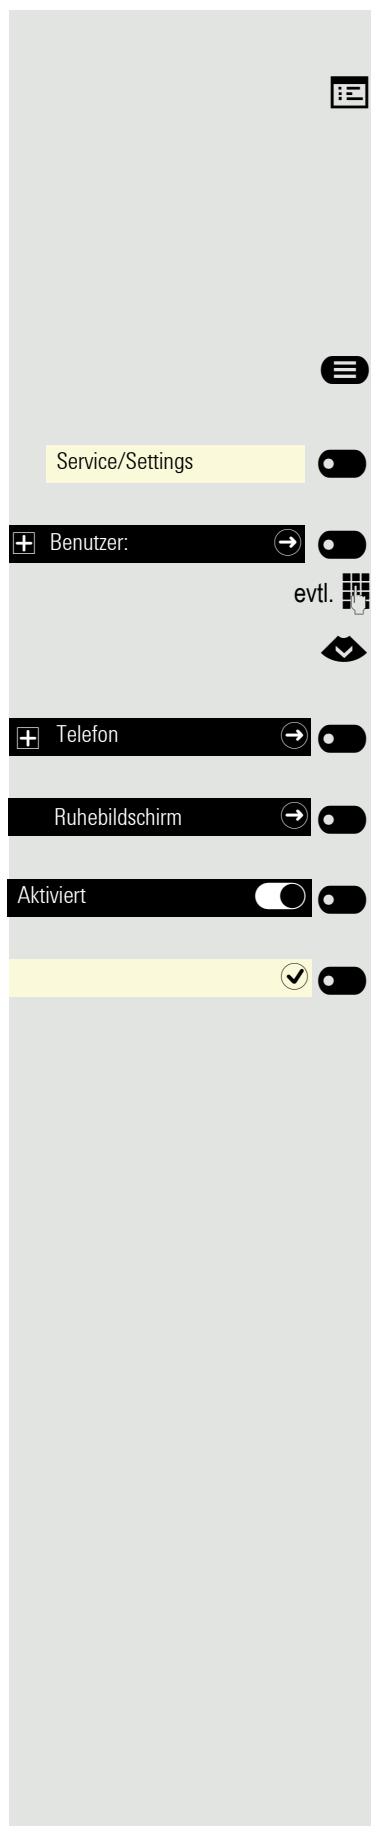 Service/Settings
Benutzer:
evtl.
Telefon
Ruhebildschirm
Aktiviert